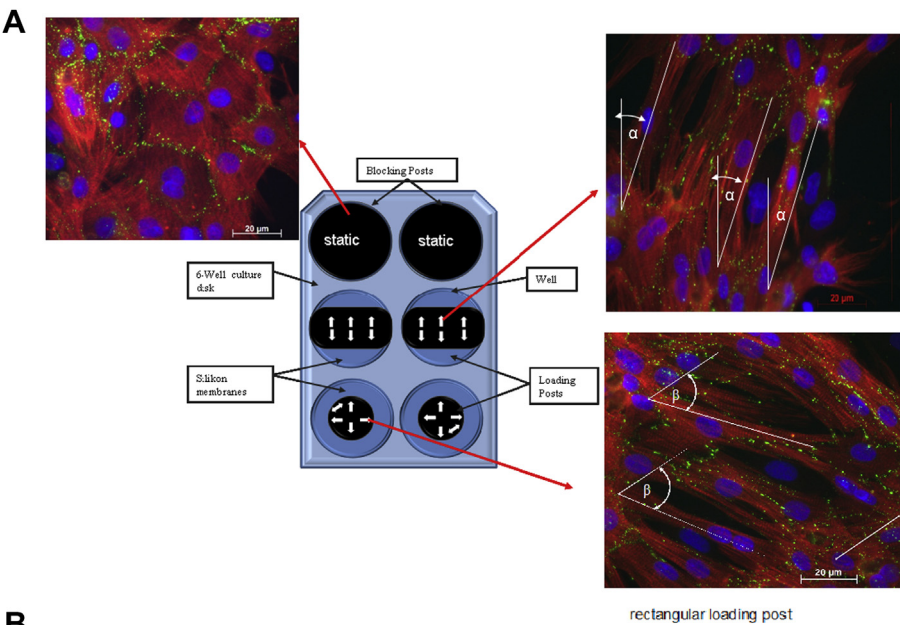 A
Blocking Posts
20 µm
static
static
6-Well culture
disk
Well
S.likon
membranes
Loading
Posts
α
α
α
23 µm
β
β
20 µm
rectangular loading post
B